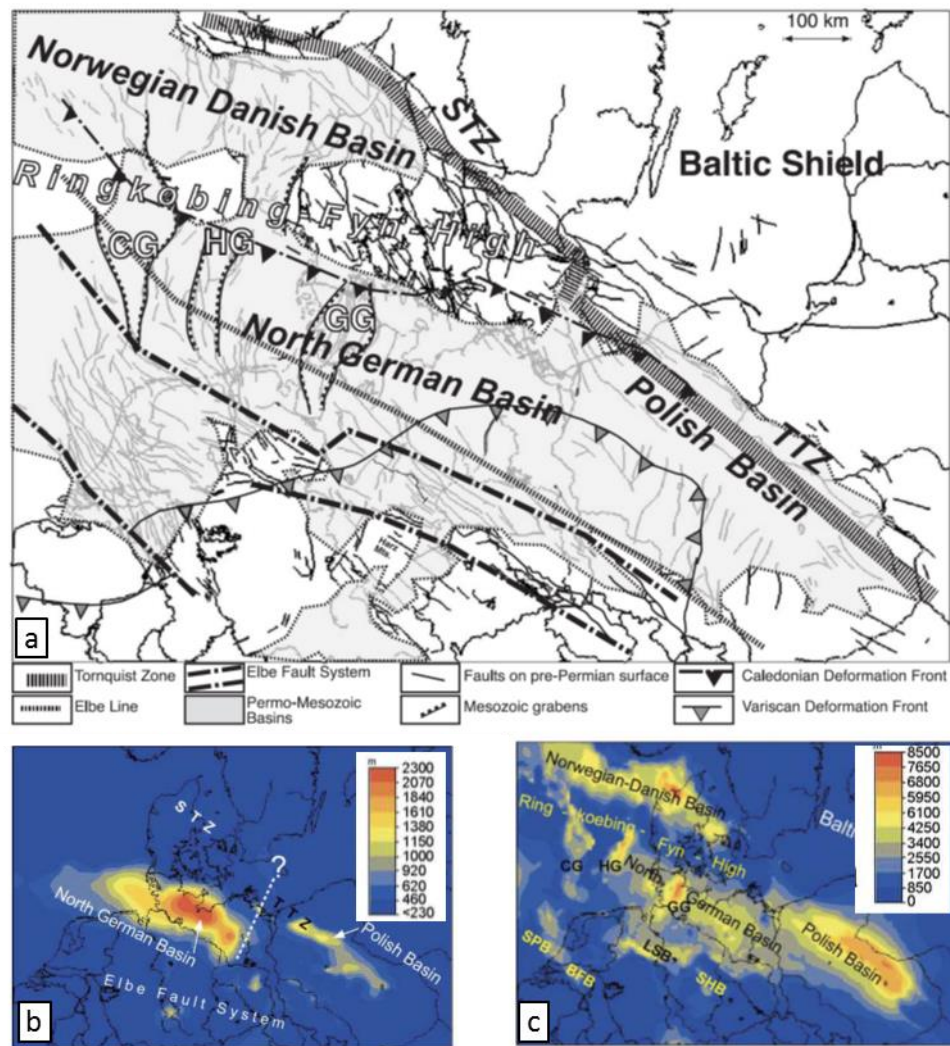 100 km
Norwegian Danish Basin
STZ
Baltic Shield
Ringkobing-Fyn-High
CG
HG
GG
North German Basin
Polish Basin
TTZ
Harz
Mtn.
a
Tornquist Zone
Elbe Fault System
Faults on pre-Permian surface
Caledonian Deformation Front
Elbe Line
Permo-Mesozoic
Basins
Mesozoic grabens
Variscan Deformation Front
m
2300
2070
1840
1610
1380
1150
1000
920
620
460
<230
STZ
?
TTZ
North German
Basin
Polish
Basin
Elbe Fault System
b
m
8500
7650
6950
5950
5100
4250
3400
2550
1700
850
0
Norwegian-Danish Basin
Ring-koebing-Fyn High
Balti
CG
HG
North
German Basin
GG
Polish Basin
SPB
BFB
LSB
SHB
c